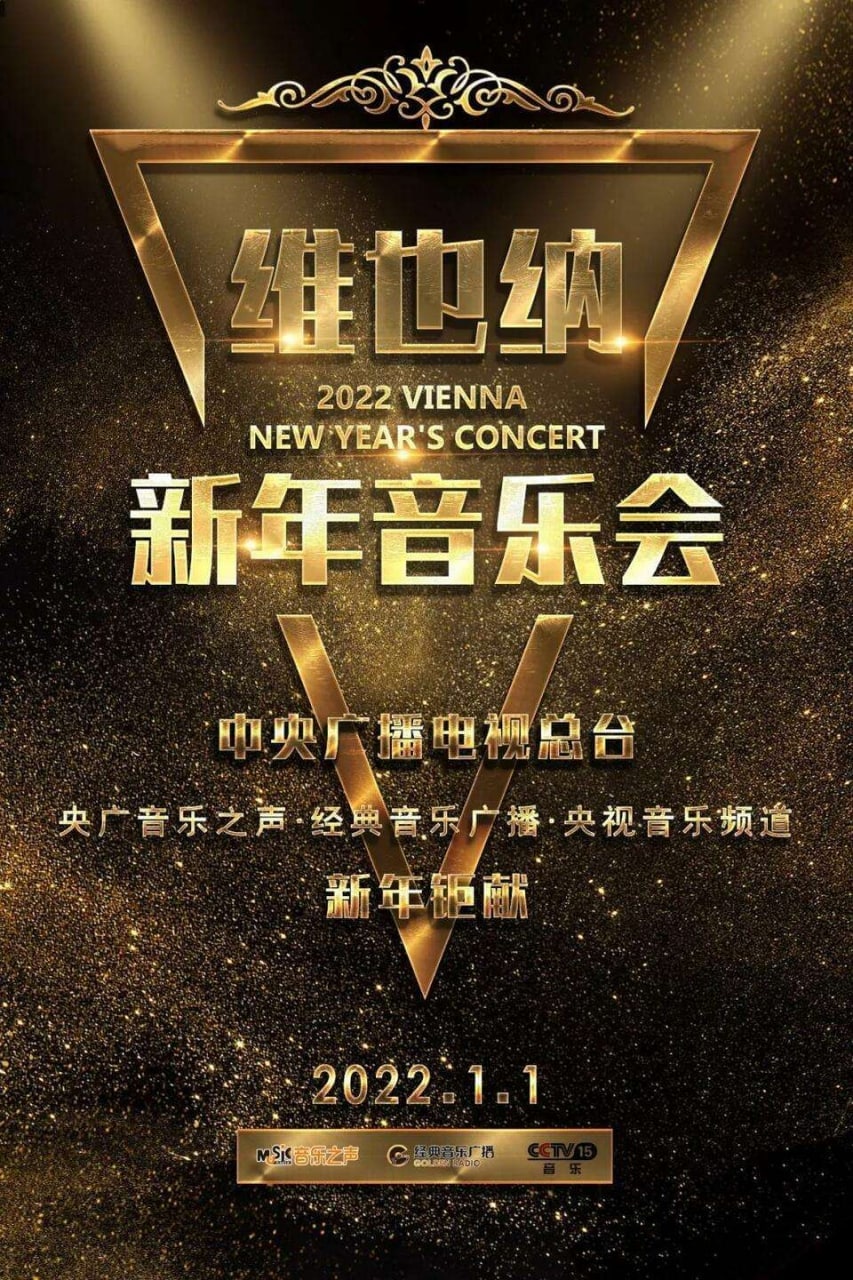 维也纳
2022 VIENNA
NEW YEAR'S CONCERT
新年音乐会
中央广播电视总台
央广音乐之声·经典音乐广播·央视音乐频道
新年钜献
2022.1.1
MUSIC 音乐之声 经典音乐广播 CCTV 15
GOLDEN RADIO 音乐